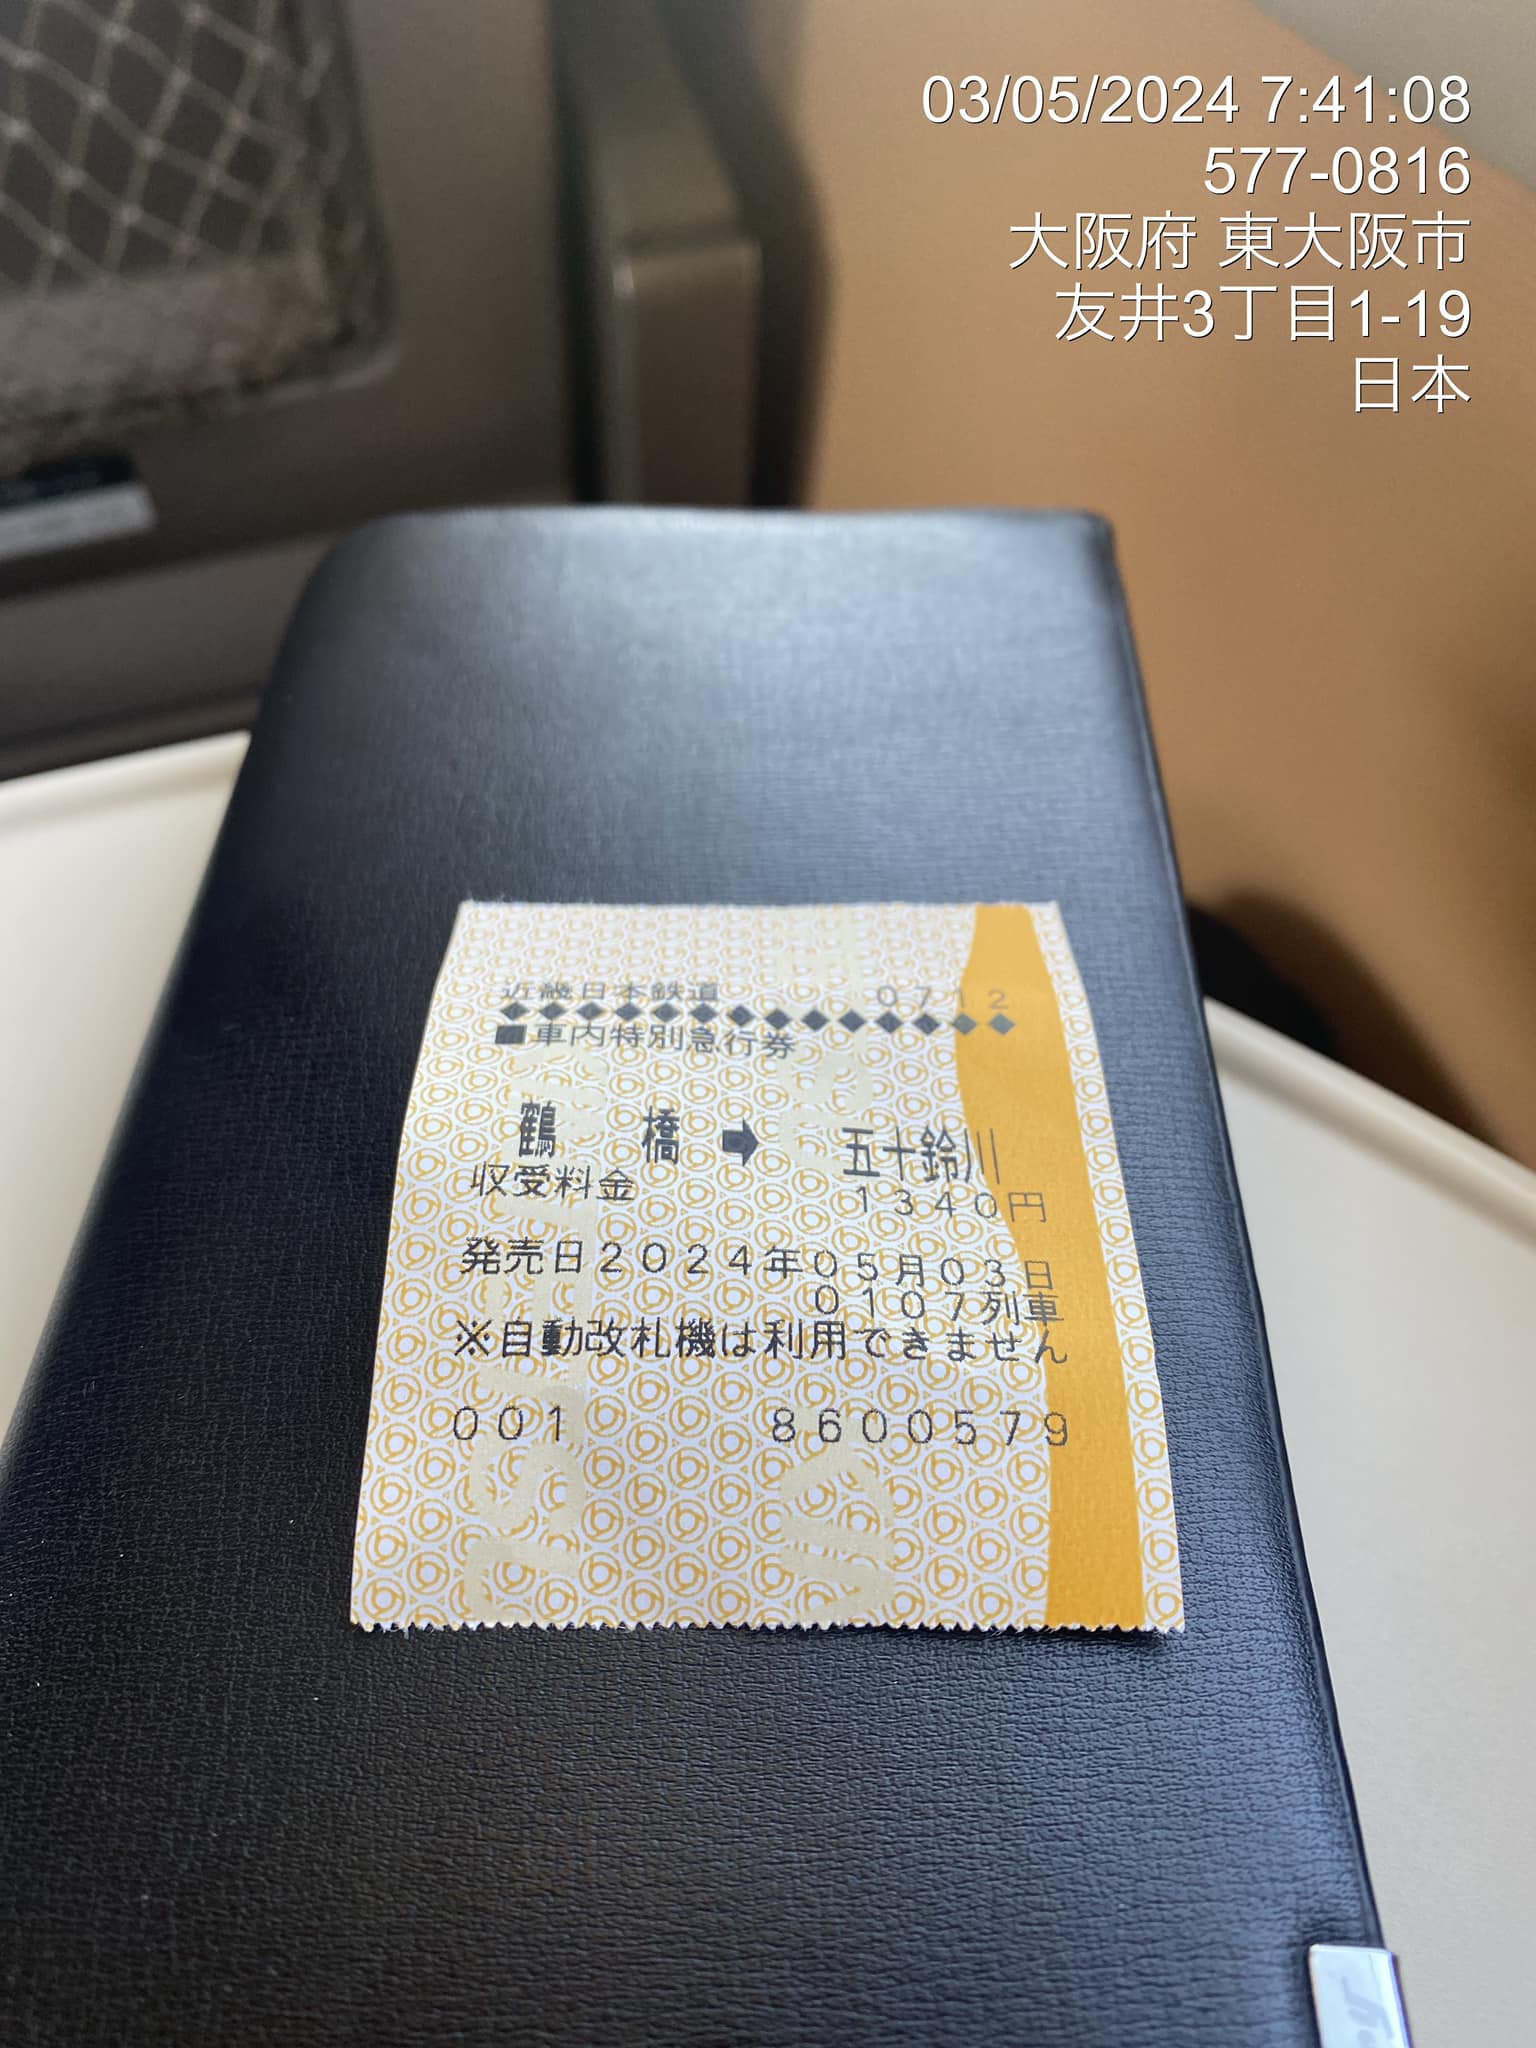 03/05/2024 7:41:08
577-0816
大阪府 東大阪市
友井3丁目1-19
日本
近畿日本鉄道 0712
◆◆◆◆◆◆◆◆◆◆◆◆◆◆
■車内特別急行券
鶴 橋 ➡ 五十鈴川
収受料金 1340円
発売日2024年05月03日
0107列車
※自動改札機は利用できません
001 8600579